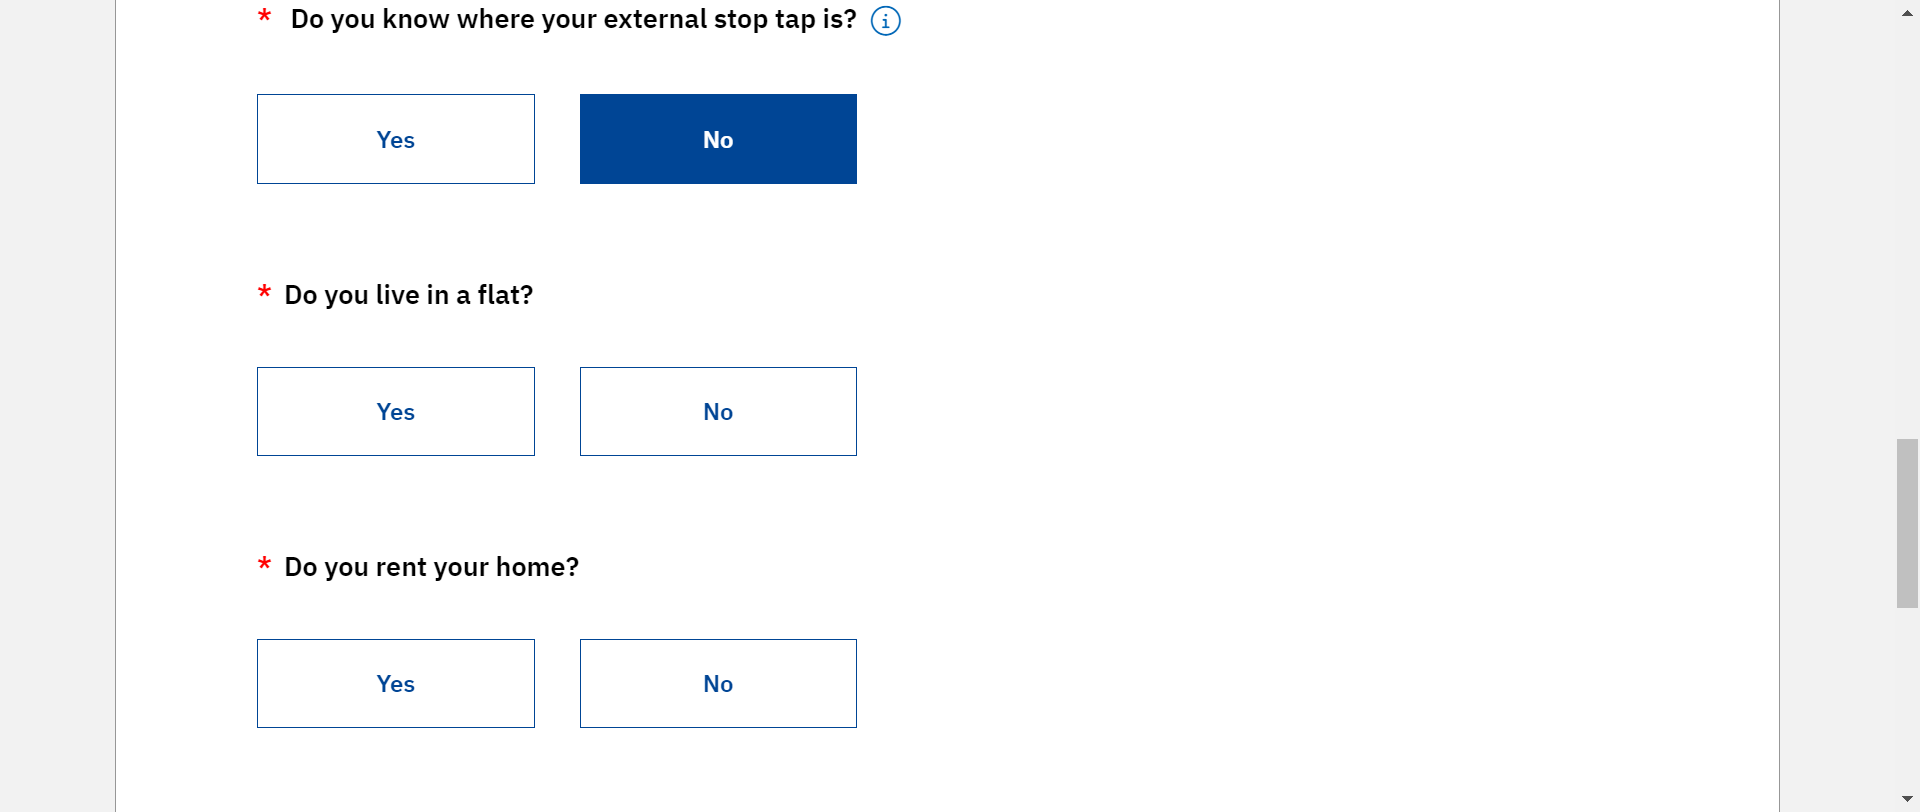 * Do you know where your external stop tap is? i
Yes No
* Do you live in a flat?
Yes No
* Do you rent your home?
Yes No